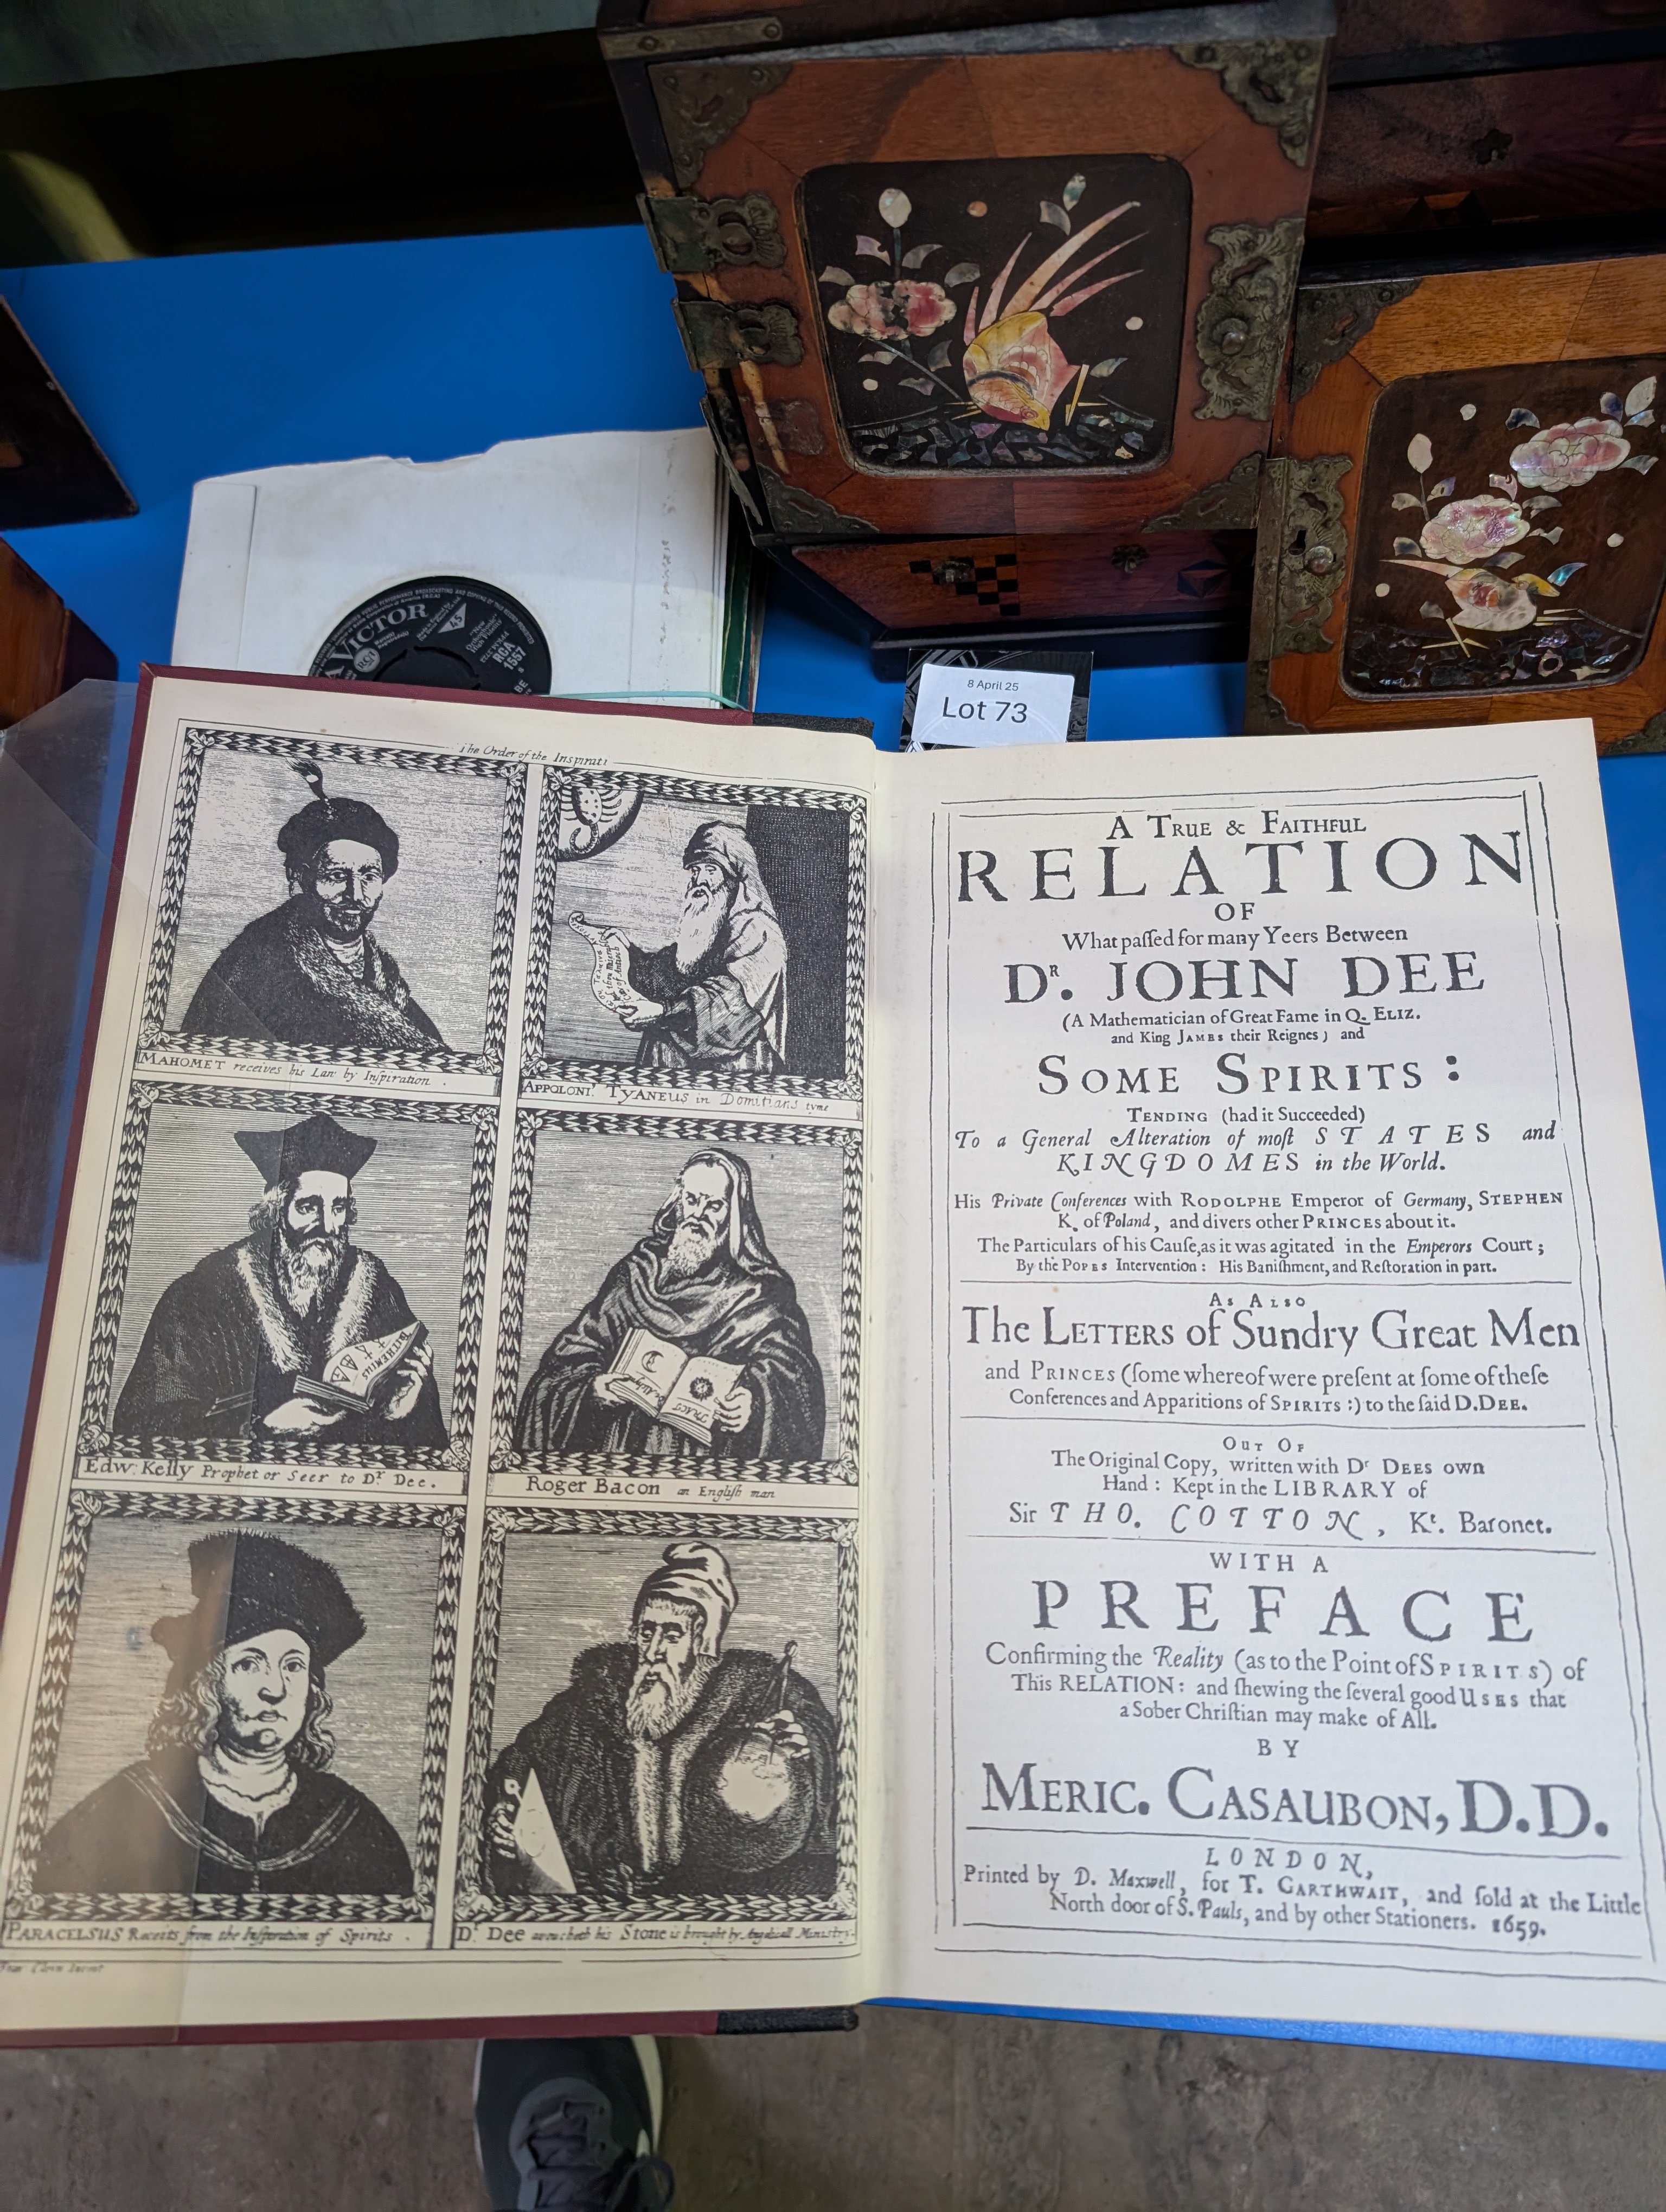 VICTOR
RCA
45
RCA
1557
8 April 25
Lot 73
The Order of the Inspirati
MAHOMET receives his Law by Inſpiration.
APPOLONI? TYANEUS in Domitians tyme
TRITHEMIUS
Edw: Kelly Prophet or Seer to Dr. Dee.
Roger Bacon an Engliſh man
TRACT
PARACELSUS Receits from the Inſperation of Spirits.
Dr. Dee avoucheth his Stone is brought by Angelicall Ministry.
A TRUE & FAITHFUL
RELATION
OF
What paſſed for many Yeers Between
DR. JOHN DEE
(A Mathematician of Great Fame in Q. ELIZ.
and King JAMES their Reignes) and
SOME SPIRITS:
TENDING (had it Succeeded)
To a General Alteration of moſt STATES and
KINGDOMES in the World.
His Private Conferences with RODOLPHE Emperor of Germany, STEPHEN
K. of Poland, and divers other PRINCES about it.
The Particulars of his Cauſe, as it was agitated in the Emperors Court;
By the POPES Intervention: His Baniſhment, and Reſtoration in part.
AS ALSO
The LETTERS of Sundry Great Men
and PRINCES (ſome whereof were preſent at ſome of theſe
Conferences and Apparitions of SPIRITS:) to the ſaid D. DEE.
OUT OF
The Original Copy, written with Dr DEES own
Hand: Kept in the LIBRARY of
Sir THO. COTTON, Kt. Baronet.
WITH A
PREFACE
Confirming the Reality (as to the Point of SPIRITS) of
This RELATION: and ſhewing the ſeveral good USES that
a Sober Chriſtian may make of All.
BY
MERIC. CASAUBON, D.D.
LONDON,
Printed by D. Maxwell, for T. GARTHWAIT, and ſold at the Little
North door of S. Pauls, and by other Stationers. 1659.